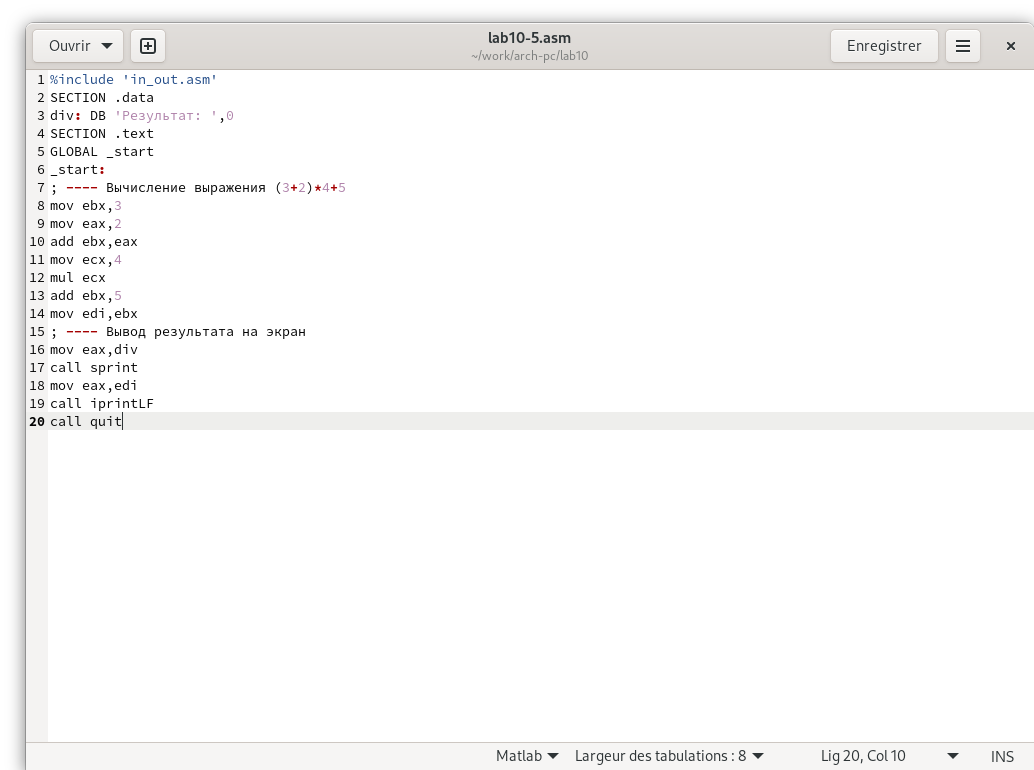 Ouvrir
lab10-5.asm
~/work/arch-pc/lab10
Enregistrer
1 %include 'in_out.asm'
2 SECTION .data
3 div: DB 'Результат: ',0
4 SECTION .text
5 GLOBAL _start
6 _start:
7 ; ---- Вычисление выражения (3+2)*4+5
8 mov ebx,3
9 mov eax,2
10 add ebx,eax
11 mov ecx,4
12 mul ecx
13 add ebx,5
14 mov edi,ebx
15 ; ---- Вывод результата на экран
16 mov eax,div
17 call sprint
18 mov eax,edi
19 call iprintLF
20 call quit
Matlab Largeur des tabulations : 8 Lig 20, Col 10 INS